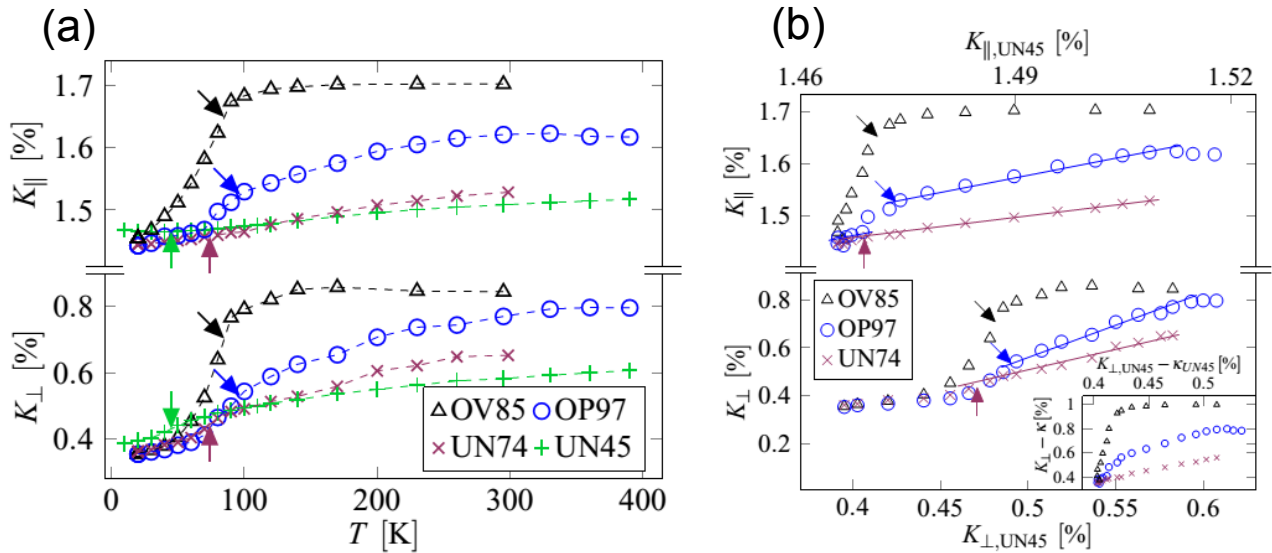 (a)
1.7
1.6
1.5
K∥ [%]
0.8
0.6
0.4
K⊥ [%]
OV85 OP97
UN74 UN45
0 100 200 300 400
T [K]
(b)
K∥,UN45 [%]
1.46 1.49 1.52
1.7
1.6
1.5
K∥ [%]
0.8
0.6
0.4
0.2
K⊥ [%]
OV85
OP97
UN74
K⊥,UN45 − κUN45 [%]
0.4 0.45 0.5
1
0.8
0.6
0.4
K⊥ − κ [%]
0.4 0.45 0.5 0.55 0.6
K⊥,UN45 [%]